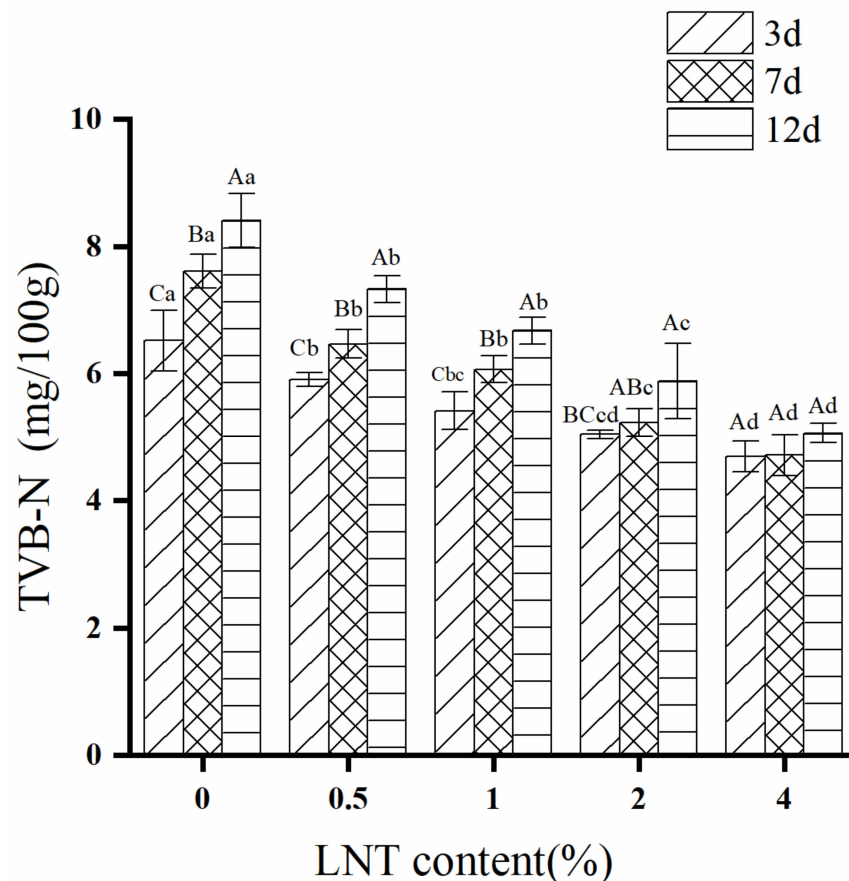 3d
7d
12d
TVB-N (mg/100g)
10
8
6
4
2
0
Ca
Ba
Aa
Cb
Bb
Ab
Cbc
Bb
Ab
BCcd
ABc
Ac
Ad
Ad
Ad
0
0.5
1
2
4
LNT content(%)